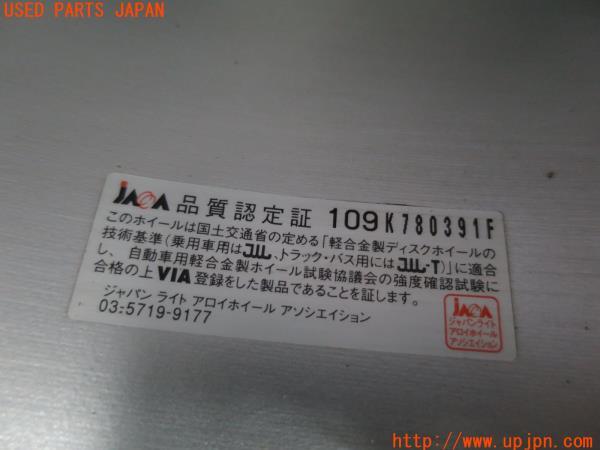 USED PARTS JAPAN
JAWA 品質認定証 109K780391F
このホイールは国土交通省の定める「軽合金製ディスクホイールの
技術基準(乗用車用はJWL、トラック・バス用にはJWL-T)」に適合
し、自動車用軽合金製ホイール試験協議会の強度確認試験に
合格の上VIA登録をした製品であることを証します。
ジャパン ライト アロイホイール アソシエイション
03-5719-9177
JAWA
ジャパンライト
アロイホイール
アソシエイション
http://www.upjpn.com/